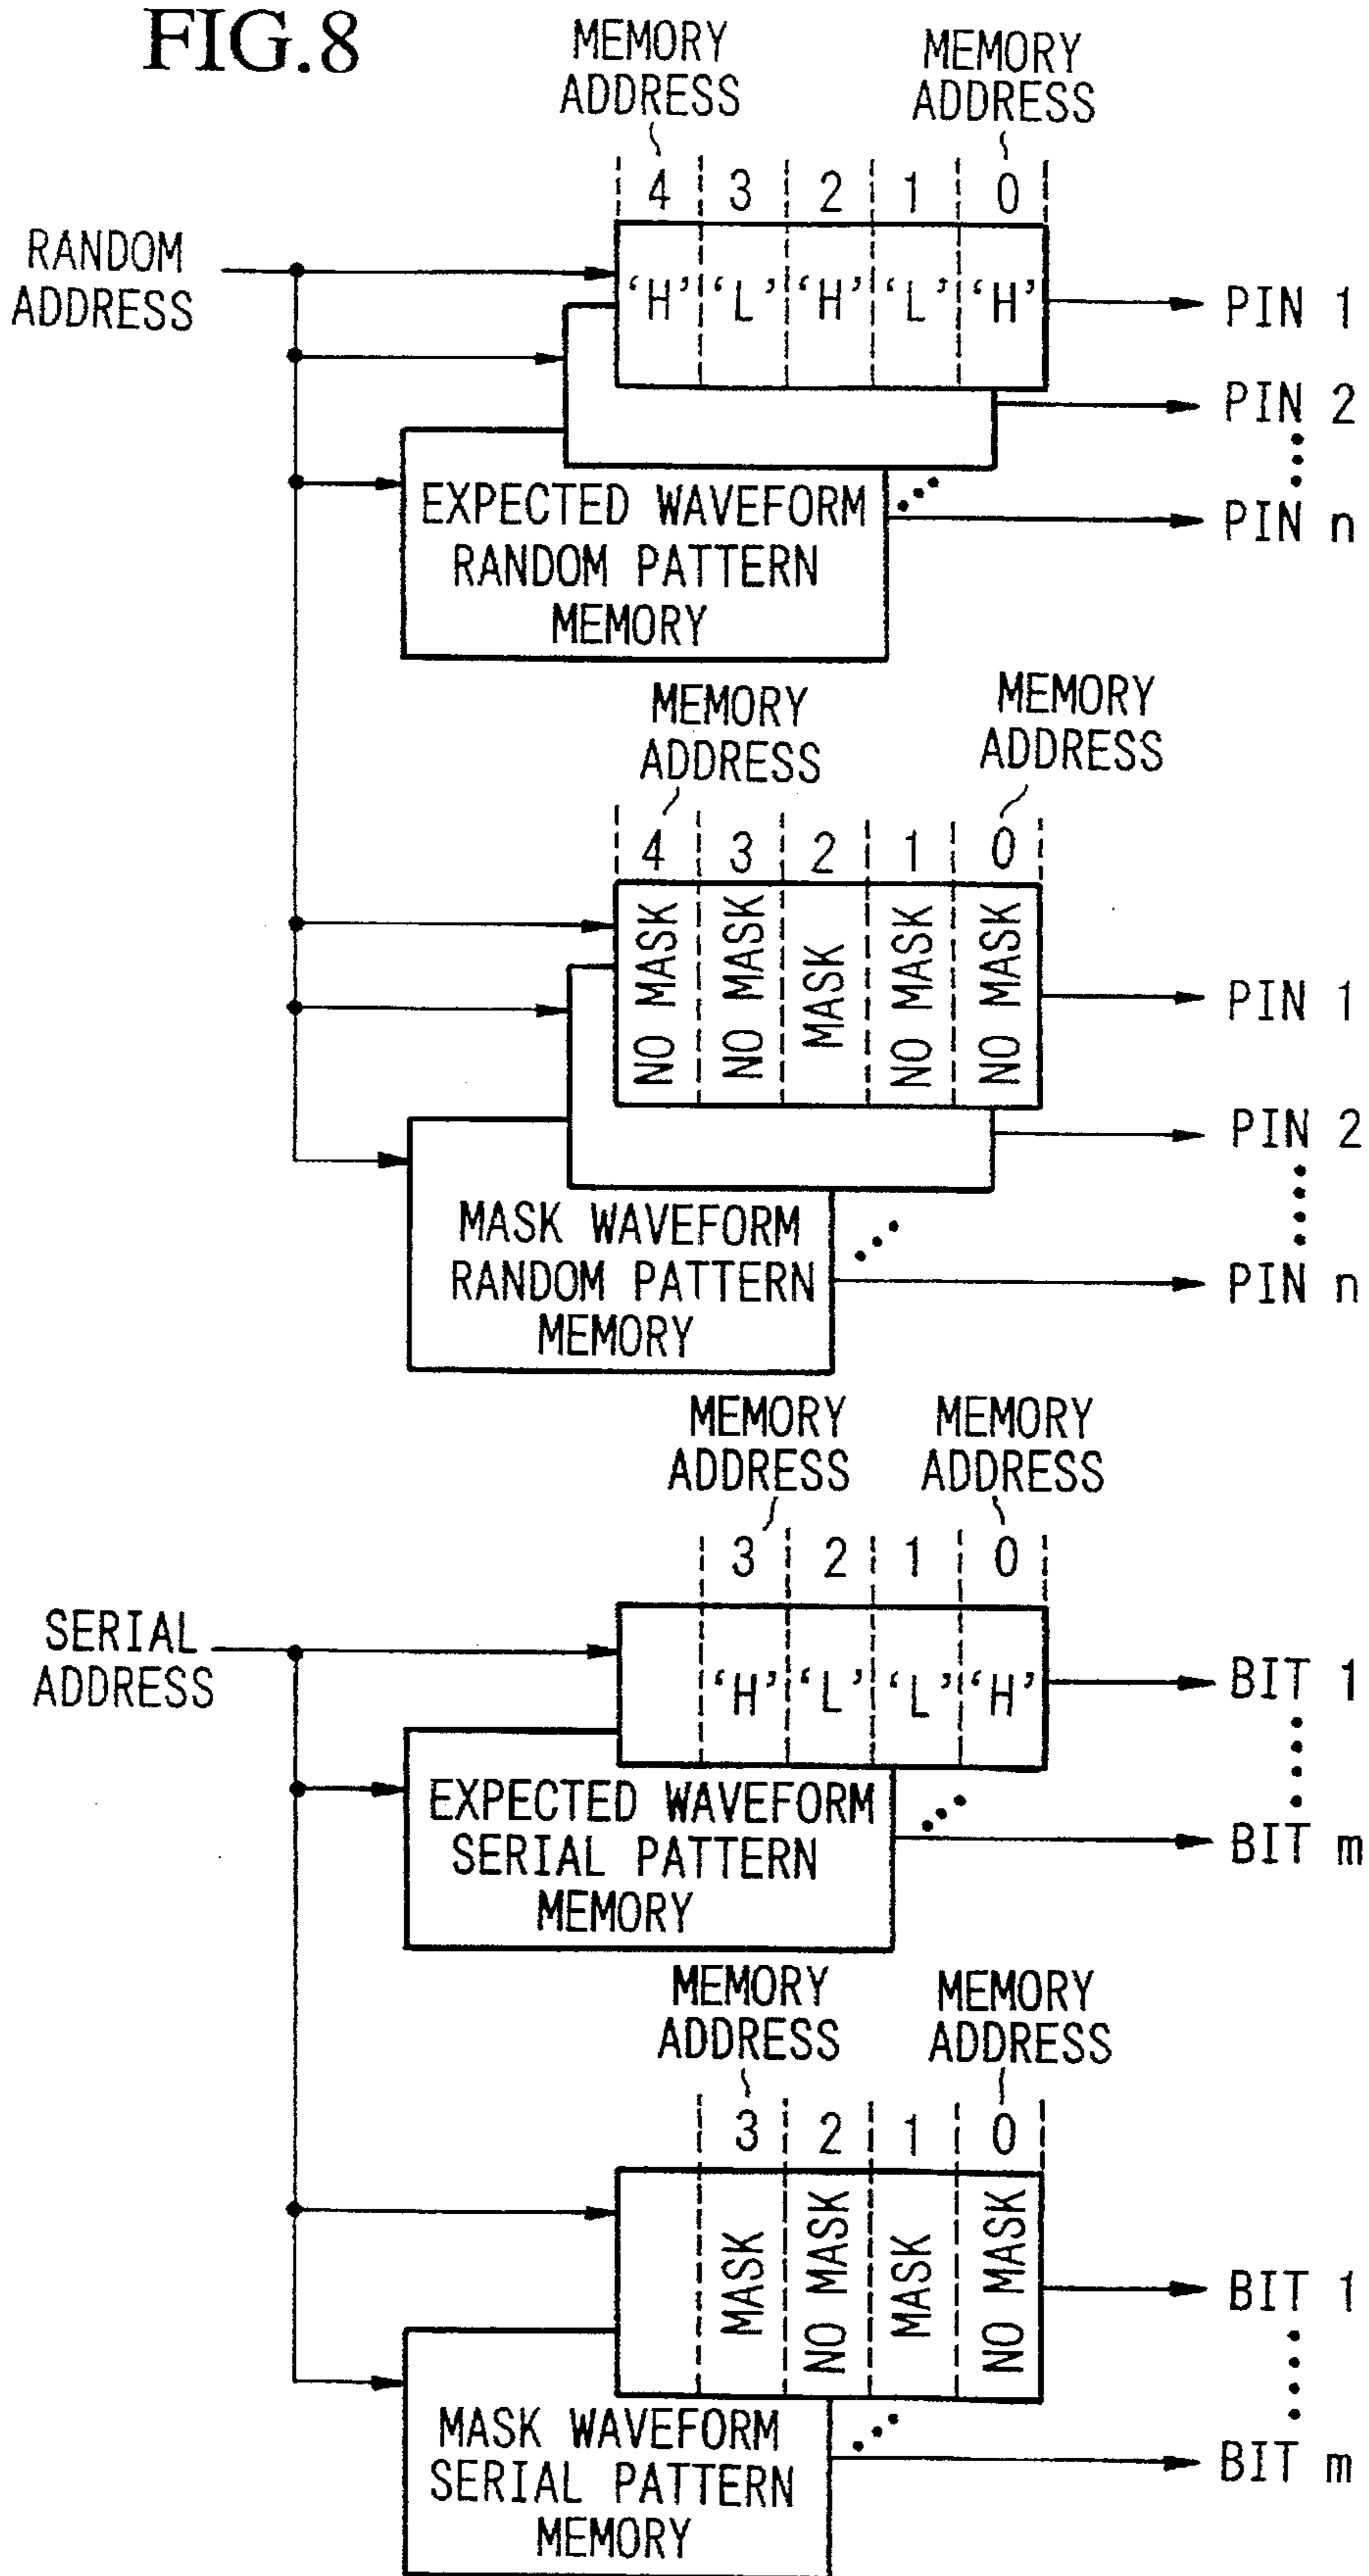 FIG.8
MEMORY ADDRESS
MEMORY ADDRESS
4 3 2 1 0
RANDOM ADDRESS
‘H’ ‘L’ ‘H’ ‘L’ ‘H’
PIN 1
PIN 2
PIN n
EXPECTED WAVEFORM
RANDOM PATTERN
MEMORY
MEMORY ADDRESS
MEMORY ADDRESS
4 3 2 1 0
NO MASK
NO MASK
MASK
NO MASK
NO MASK
PIN 1
PIN 2
PIN n
MASK WAVEFORM
RANDOM PATTERN
MEMORY
MEMORY ADDRESS
MEMORY ADDRESS
3 2 1 0
SERIAL ADDRESS
‘H’ ‘L’ ‘L’ ‘H’
BIT 1
BIT m
EXPECTED WAVEFORM
SERIAL PATTERN
MEMORY
MEMORY ADDRESS
MEMORY ADDRESS
3 2 1 0
MASK
NO MASK
MASK
NO MASK
BIT 1
BIT m
MASK WAVEFORM
SERIAL PATTERN
MEMORY